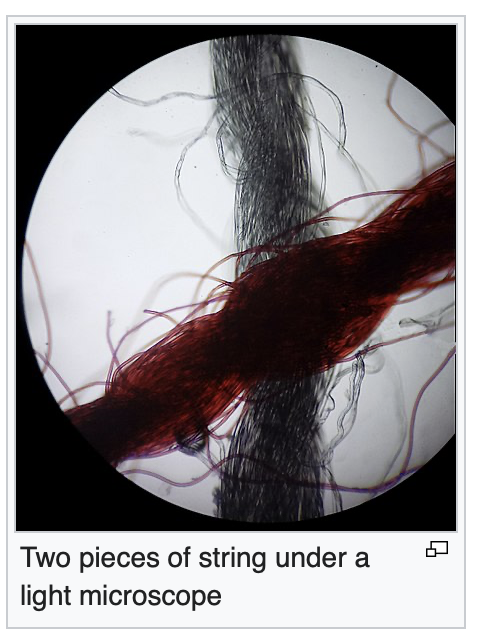 Two pieces of string under a
light microscope